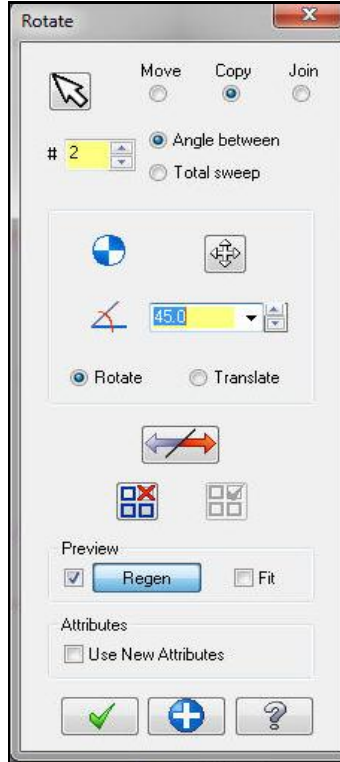 Rotate
Move Copy Join
# 2
Angle between
Total sweep
45.0
Rotate Translate
Preview
Regen Fit
Attributes
Use New Attributes